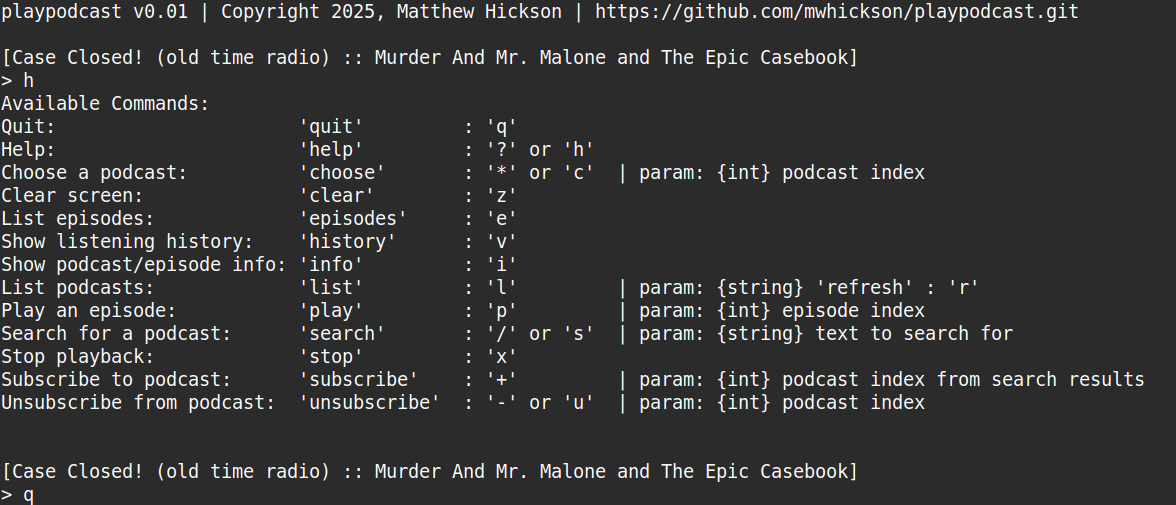 playpodcast v0.01 | Copyright 2025, Matthew Hickson | https://github.com/mwhickson/playpodcast.git
[Case Closed! (old time radio) :: Murder And Mr. Malone and The Epic Casebook]
> h
Available Commands:
Quit:                      'quit'         : 'q'
Help:                      'help'         : '?' or 'h'
Choose a podcast:          'choose'       : '*' or 'c'  | param: {int} podcast index
Clear screen:              'clear'        : 'z'
List episodes:             'episodes'     : 'e'
Show listening history:    'history'      : 'v'
Show podcast/episode info: 'info'         : 'i'
List podcasts:             'list'         : 'l'         | param: {string} 'refresh' : 'r'
Play an episode:           'play'         : 'p'         | param: {int} episode index
Search for a podcast:      'search'       : '/' or 's'  | param: {string} text to search for
Stop playback:             'stop'         : 'x'
Subscribe to podcast:      'subscribe'    : '+'         | param: {int} podcast index from search results
Unsubscribe from podcast:  'unsubscribe'  : '-' or 'u'  | param: {int} podcast index
[Case Closed! (old time radio) :: Murder And Mr. Malone and The Epic Casebook]
> q